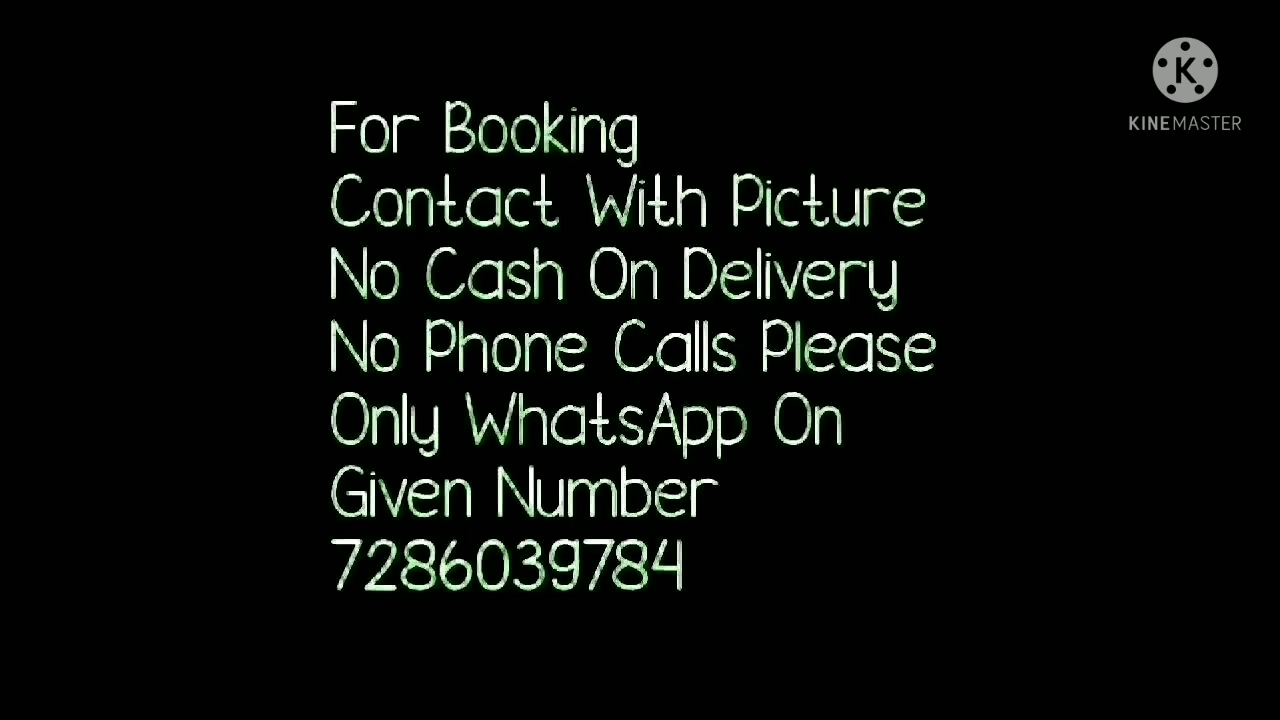 KINEMASTER
For Booking
Contact With Picture
No Cash On Delivery
No Phone Calls Please
Only WhatsApp On
Given Number
7286039784